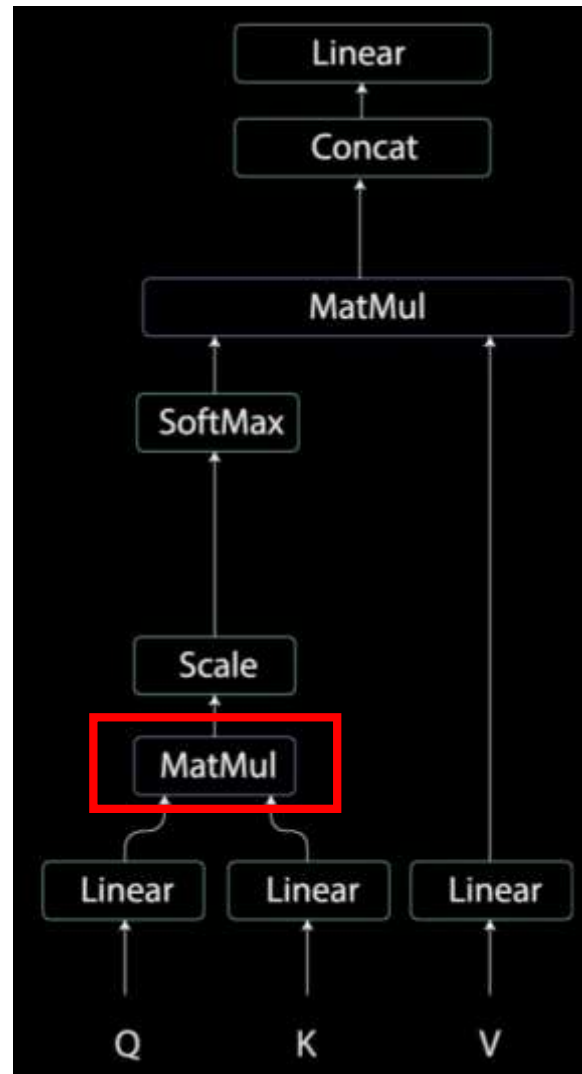 Linear
Concat
MatMul
SoftMax
Scale
MatMul
Linear Linear Linear
Q K V